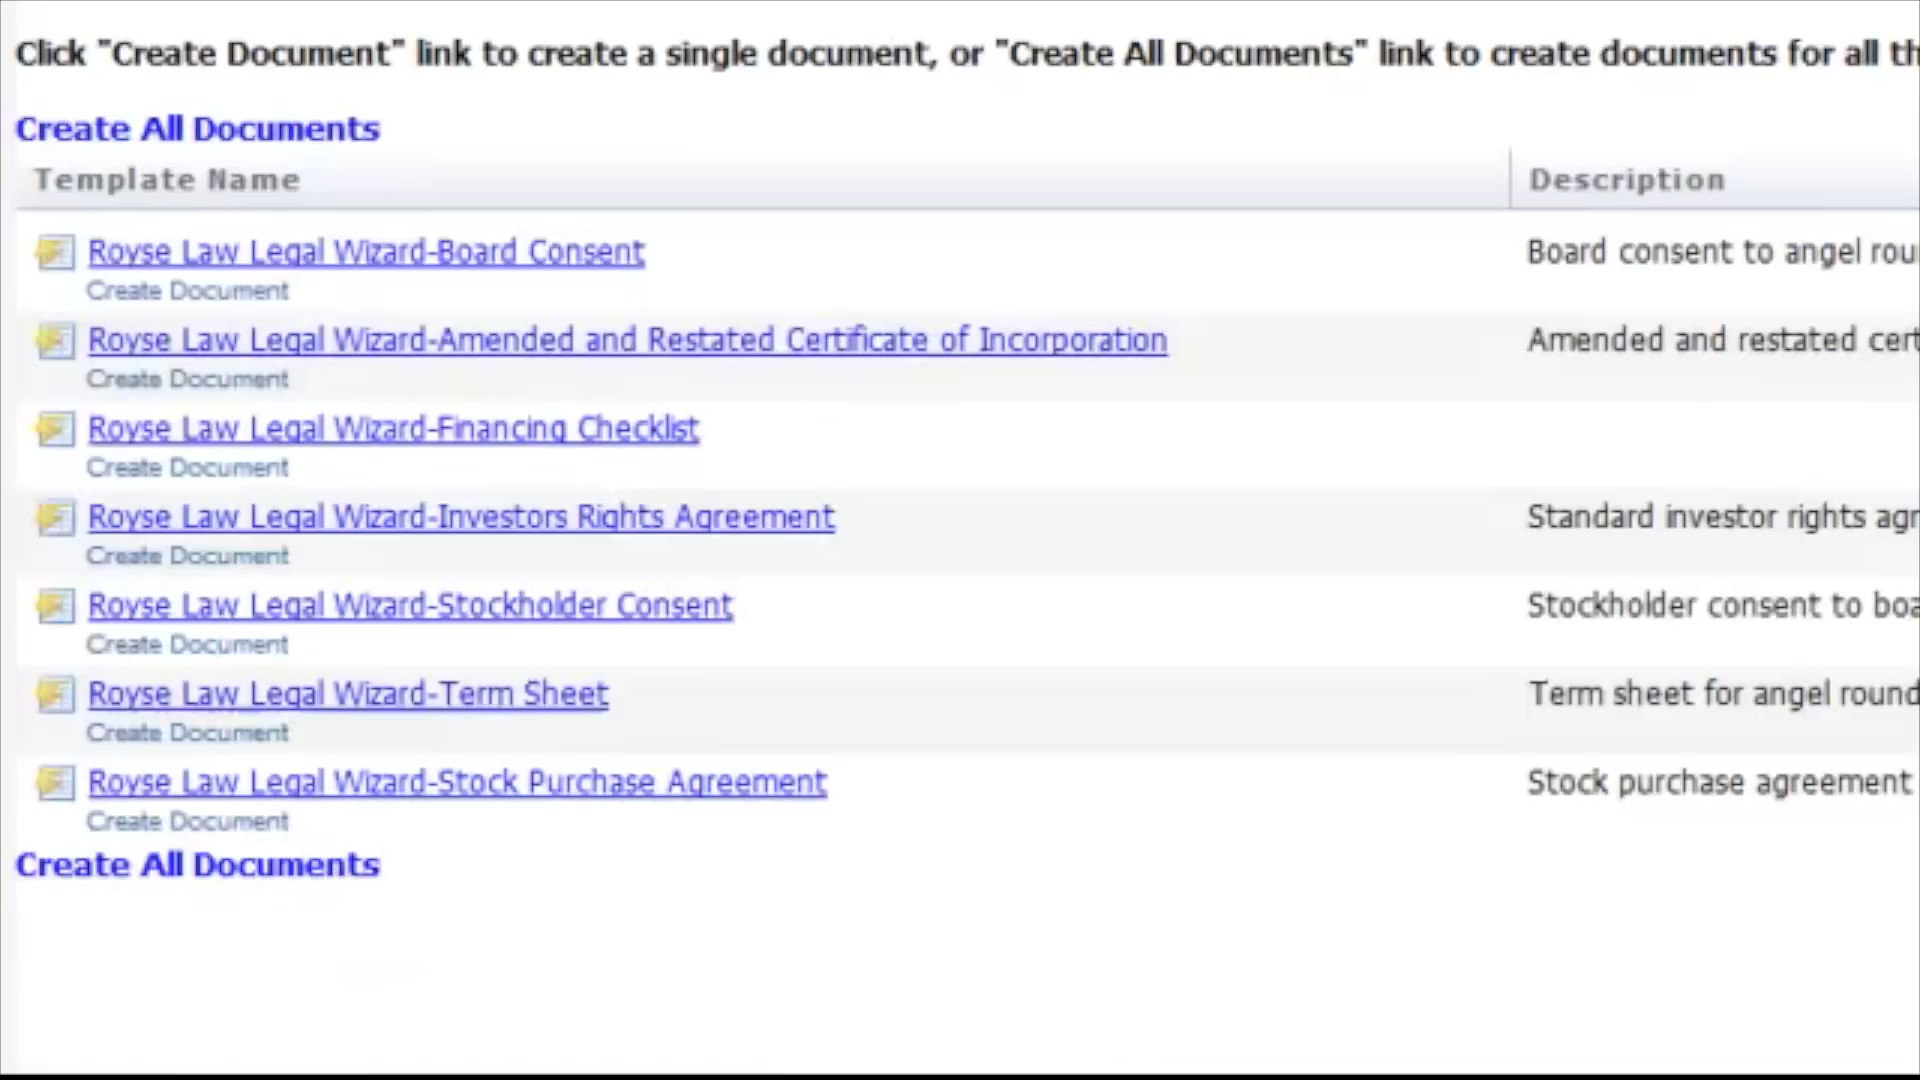 Click "Create Document" link to create a single document, or "Create All Documents" link to create documents for all th
Create All Documents
Template Name Description
Royse Law Legal Wizard-Board Consent Board consent to angel rou
Create Document
Royse Law Legal Wizard-Amended and Restated Certificate of Incorporation Amended and restated cert
Create Document
Royse Law Legal Wizard-Financing Checklist
Create Document
Royse Law Legal Wizard-Investors Rights Agreement Standard investor rights agr
Create Document
Royse Law Legal Wizard-Stockholder Consent Stockholder consent to boa
Create Document
Royse Law Legal Wizard-Term Sheet Term sheet for angel round
Create Document
Royse Law Legal Wizard-Stock Purchase Agreement Stock purchase agreement
Create Document
Create All Documents